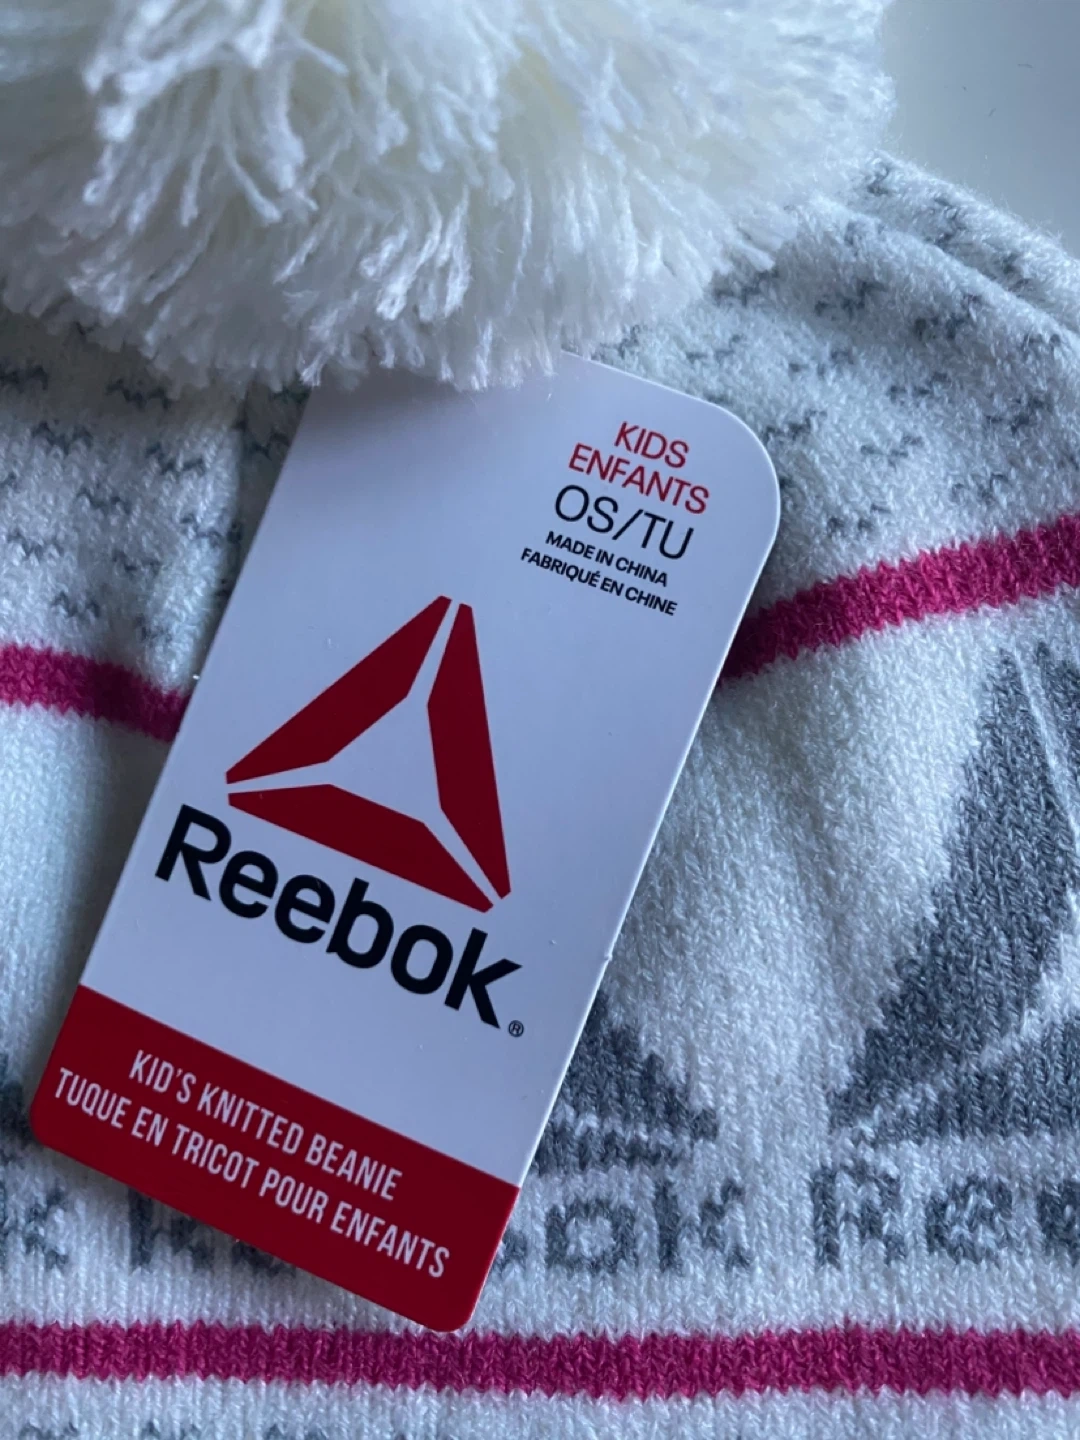 KIDS
ENFANTS
OS/TU
MADE IN CHINA
FABRIQUÉ EN CHINE
Reebok®
KID'S KNITTED BEANIE
TUQUE EN TRICOT POUR ENFANTS